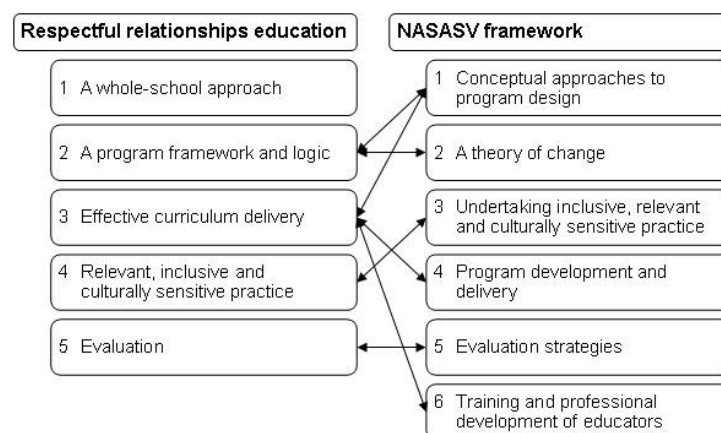 Respectful relationships education
1 A whole-school approach
2 A program framework and logic
3 Effective curriculum delivery
4 Relevant, inclusive and
culturally sensitive practice
5 Evaluation
NASASV framework
1 Conceptual approaches to
program design
2 A theory of change
3 Undertaking inclusive, relevant
and culturally sensitive practice
4 Program development and
delivery
5 Evaluation strategies
6 Training and professional
development of educators